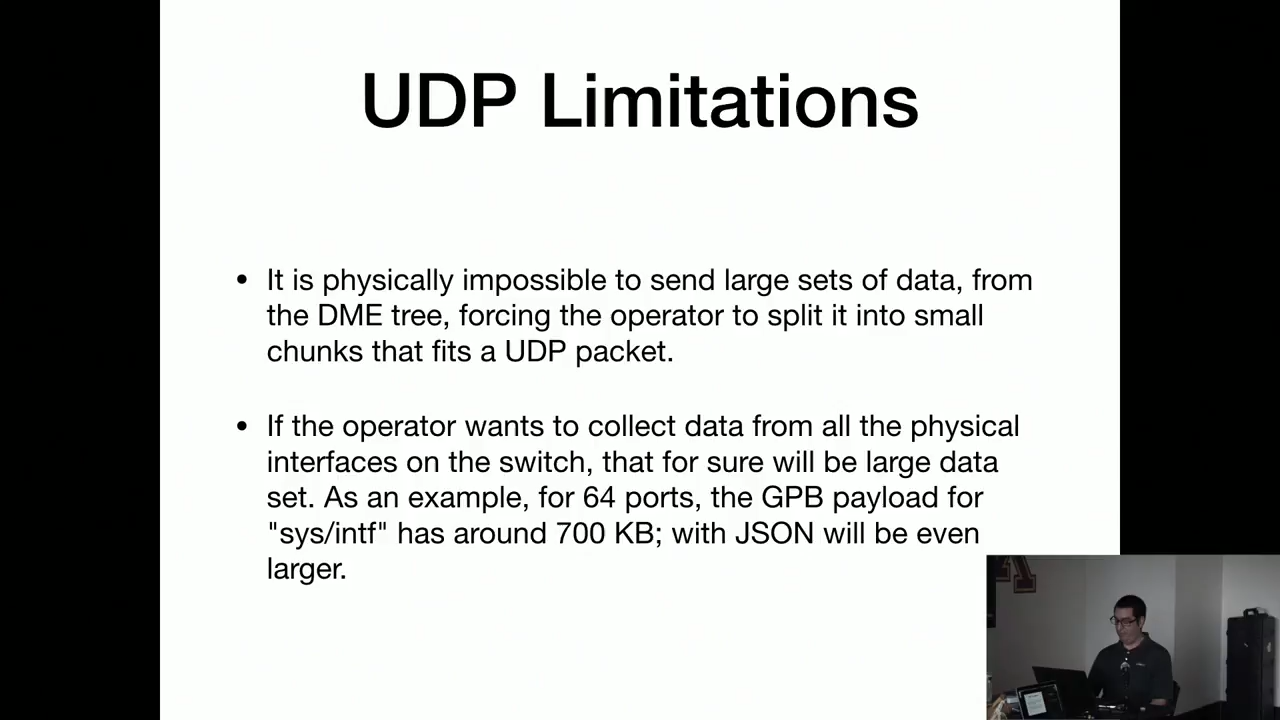 UDP Limitations
• It is physically impossible to send large sets of data, from
the DME tree, forcing the operator to split it into small
chunks that fits a UDP packet.
• If the operator wants to collect data from all the physical
interfaces on the switch, that for sure will be large data
set. As an example, for 64 ports, the GPB payload for
"sys/intf" has around 700 KB; with JSON will be even
larger.